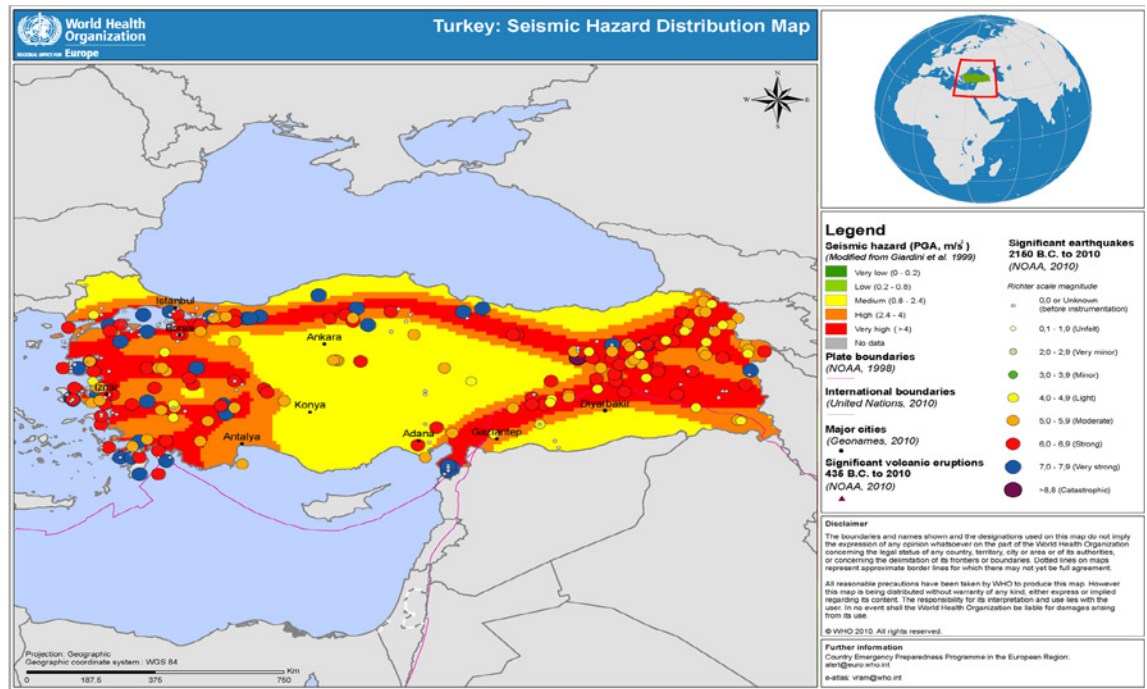 World Health
Organization
REGIONAL OFFICE FOR Europe
Turkey: Seismic Hazard Distribution Map
N
W
E
S
Istanbul
Bursa
Ankara
Izmir
Konya
Antalya
Adana
Gaziantep
Diyarbakir
Projection: Geographic
Geographic coordinate system : WGS 84
Km
0 187.5 375 750
Legend
Seismic hazard (PGA, m/s²)
(Modified from Giardini et al. 1999)
Very low (0 - 0.2)
Low (0.2 - 0.8)
Medium (0.8 - 2.4)
High (2.4 - 4)
Very high (>4)
No data
Plate boundaries
(NOAA, 1998)
International boundaries
(United Nations, 2010)
Major cities
(Geonames, 2010)
Significant volcanic eruptions
435 B.C. to 2010
(NOAA, 2010)
Significant earthquakes
2150 B.C. to 2010
(NOAA, 2010)
Richter scale magnitude
0,0 or Unknown
(before instrumentation)
0,1 - 1,9 (Unfelt)
2,0 - 2,9 (Very minor)
3,0 - 3,9 (Minor)
4,0 - 4,9 (Light)
5,0 - 5,9 (Moderate)
6,0 - 6,9 (Strong)
7,0 - 7,9 (Very strong)
>8,8 (Catastrophic)
Disclaimer
The boundaries and names shown and the designations used on this map do not imply
the expression of any opinion whatsoever on the part of the World Health Organization
concerning the legal status of any country, territory, city or area or of its authorities,
or concerning the delimitation of its frontiers or boundaries. Dotted lines on maps
represent approximate border lines for which there may not yet be full agreement.
All reasonable precautions have been taken by WHO to produce this map. However
this map is being distributed without warranty of any kind, either express or implied
regarding its content. The responsibility for its interpretation and use lies with the
user. In no event shall the World Health Organization be liable for damages arising
from its use.
© WHO 2010. All rights reserved.
Further information
Country Emergency Preparedness Programme in the European Region:
alert@euro.who.int
e-atlas: vram@who.int